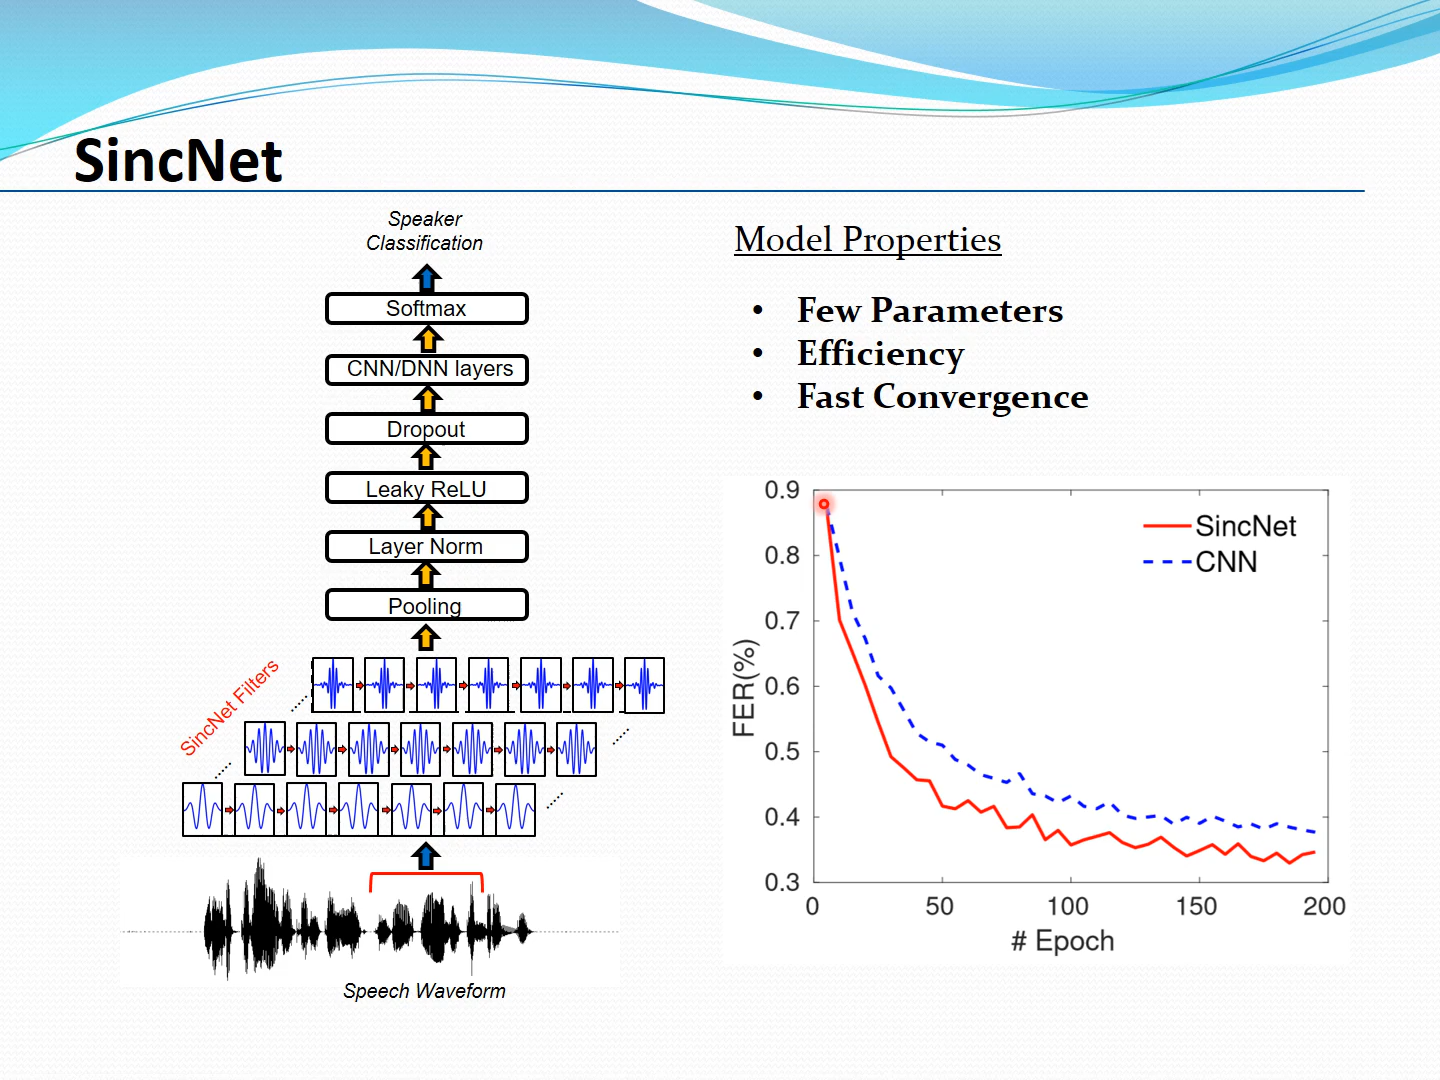 SincNet
Speaker
Classification
Softmax
CNN/DNN layers
Dropout
Leaky ReLU
Layer Norm
Pooling
SincNet Filters
Speech Waveform
Model Properties
• Few Parameters
• Efficiency
• Fast Convergence
0.9
0.8
0.7
0.6
0.5
0.4
0.3
FER(%)
SincNet
CNN
0 50 100 150 200
# Epoch